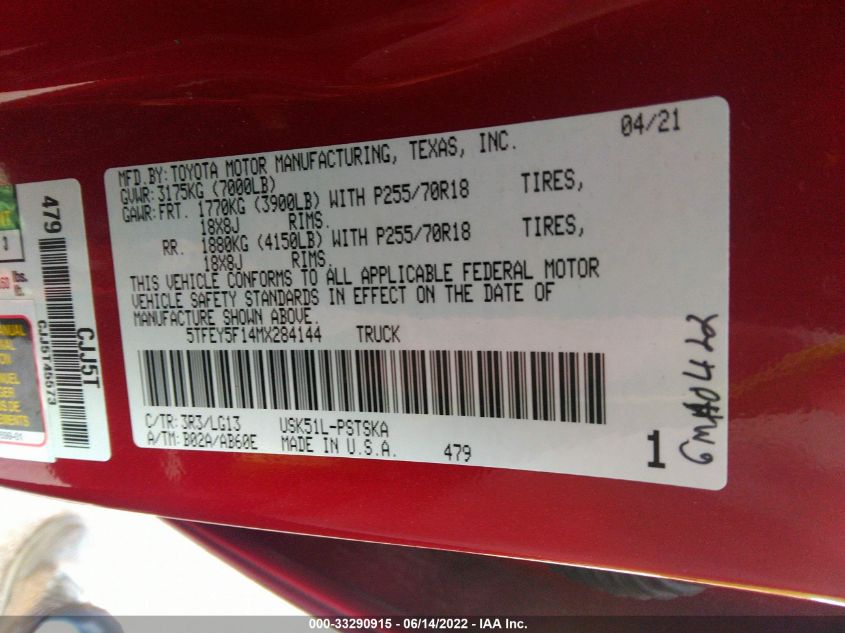 MFD.BY:TOYOTA MOTOR MANUFACTURING, TEXAS, INC. 04/21
GVWR:3175KG (7000LB)
GAWR:FRT. 1770KG (3900LB) WITH P255/70R18 TIRES,
18X8J RIMS.
RR. 1880KG (4150LB) WITH P255/70R18 TIRES,
18X8J RIMS.
THIS VEHICLE CONFORMS TO ALL APPLICABLE FEDERAL MOTOR
VEHICLE SAFETY STANDARDS IN EFFECT ON THE DATE OF
MANUFACTURE SHOWN ABOVE.
5TFEY5F14MX284144 TRUCK
C/TR:3R3/LG13 USK51L-PSTSKA
A/TM:B02A/AB60E MADE IN U.S.A. 479
1
479
CJJ5T
CJJ5T45573
3
lbs.
000-33290915 - 06/14/2022 - IAA Inc.